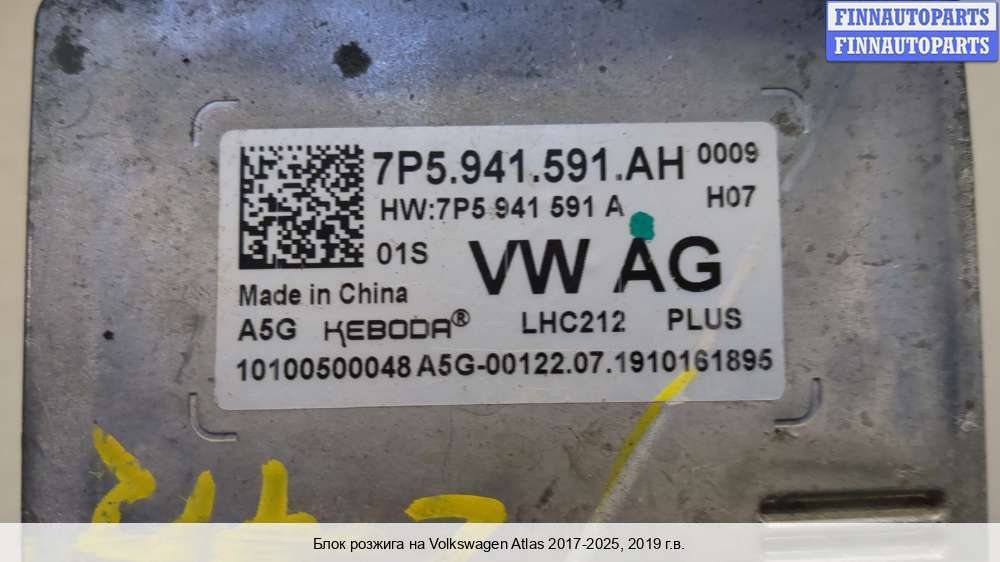 FINNAUTOPARTS
FINNAUTOPARTS
7P5.941.591.AH 0009
HW:7P5 941 591 A H07
01S VW AG
Made in China
A5G KEBODA® LHC212 PLUS
10100500048 A5G-00122.07.1910161895
Блок розжига на Volkswagen Atlas 2017-2025, 2019 г.в.